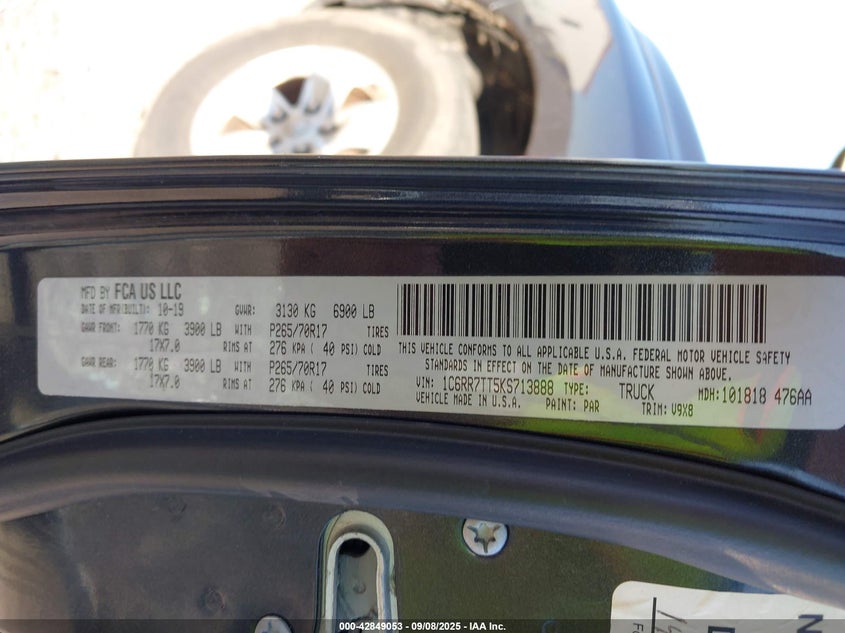 MFD BY FCA US LLC
DATE OF MFR(BUILT): 10-19 GVWR: 3130 KG 6900 LB
GAWR FRONT: 1770 KG 3900 LB WITH P265/70R17 TIRES
17X7.0 RIMS AT 276 KPA ( 40 PSI) COLD
GAWR REAR: 1770 KG 3900 LB WITH P265/70R17 TIRES
17X7.0 RIMS AT 276 KPA ( 40 PSI) COLD
THIS VEHICLE CONFORMS TO ALL APPLICABLE U.S.A. FEDERAL MOTOR VEHICLE SAFETY
STANDARDS IN EFFECT ON THE DATE OF MANUFACTURE SHOWN ABOVE.
VIN: 1C6RR7TT5KS713888 TYPE: TRUCK MDH:101818 476AA
VEHICLE MADE IN U.S.A. PAINT: PAR TRIM: V9X8
000-42849053 - 09/08/2025 - IAA Inc.